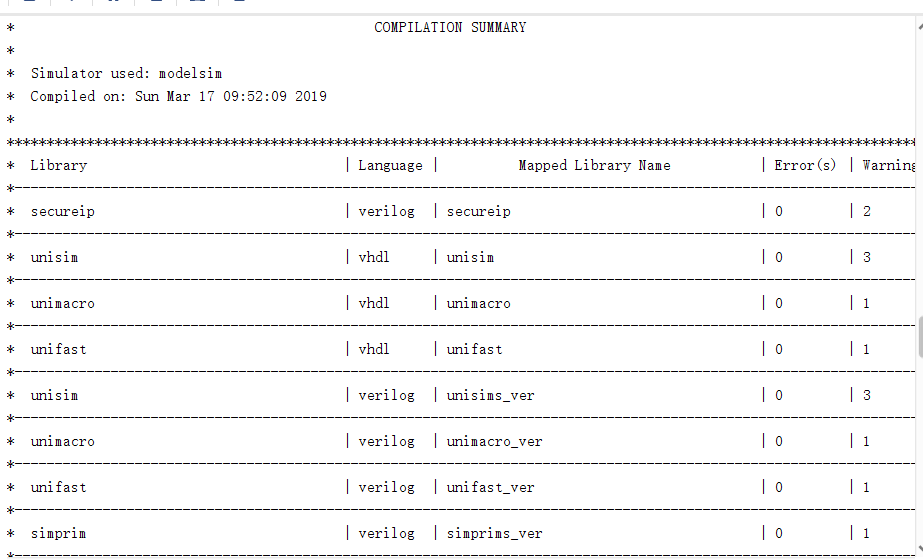 * COMPILATION SUMMARY
*
* Simulator used: modelsim
* Compiled on: Sun Mar 17 09:52:09 2019
*
*******************************************************************************************************************
* Library | Language | Mapped Library Name | Error(s) | Warning
*------------------------------------------------------------------------------------------------------------------
* secureip | verilog | secureip | 0 | 2
*------------------------------------------------------------------------------------------------------------------
* unisim | vhdl | unisim | 0 | 3
*------------------------------------------------------------------------------------------------------------------
* unimacro | vhdl | unimacro | 0 | 1
*------------------------------------------------------------------------------------------------------------------
* unifast | vhdl | unifast | 0 | 1
*------------------------------------------------------------------------------------------------------------------
* unisim | verilog | unisims_ver | 0 | 3
*------------------------------------------------------------------------------------------------------------------
* unimacro | verilog | unimacro_ver | 0 | 1
*------------------------------------------------------------------------------------------------------------------
* unifast | verilog | unifast_ver | 0 | 1
*------------------------------------------------------------------------------------------------------------------
* simprim | verilog | simprims_ver | 0 | 1
*------------------------------------------------------------------------------------------------------------------